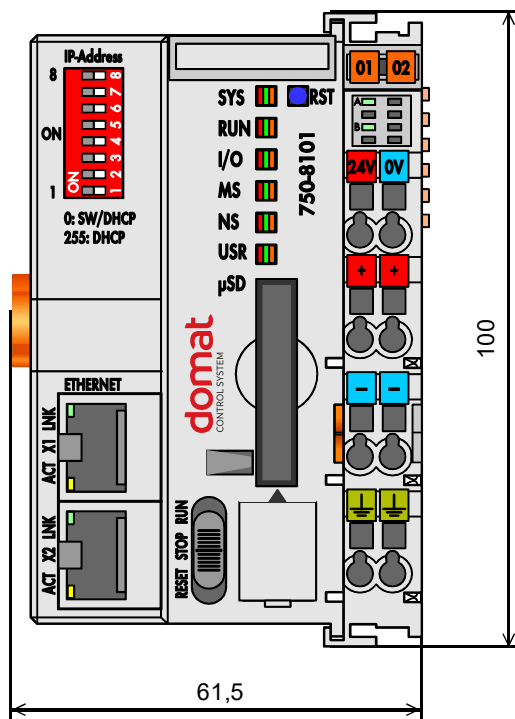 IP-Address
8
ON
1
ON
8
7
6
5
4
3
2
1
0: SW/DHCP
255: DHCP
SYS
RST
RUN
I/O
MS
NS
USR
µSD
750-8101
domat
CONTROL SYSTEM
ETHERNET
ACT X1 LNK
ACT X2 LNK
RESET STOP RUN
01 02
A
B
24V 0V
+ +
− −
100
61,5